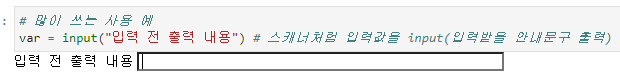 :
# 많이 쓰는 사용 예
var = input("입력 전 출력 내용") # 스캐너처럼 입력값을 input(입력받을 안내문구 출력)
입력 전 출력 내용